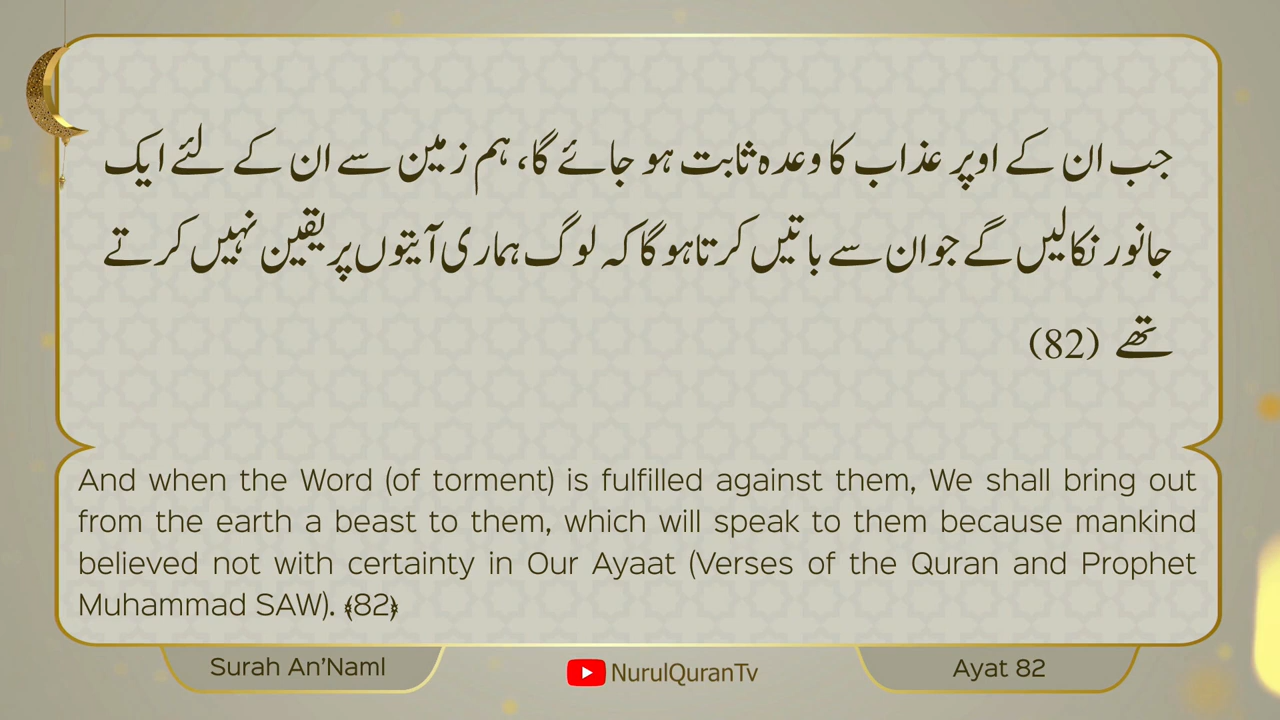 جب ان کے اوپر عذاب کا وعدہ ثابت ہو جائے گا، ہم زمین سے ان کے لئے ایک
جانور نکالیں گے جو ان سے باتیں کرتا ہوگا کہ لوگ ہماری آیتوں پر یقین نہیں کرتے
تھے (82)
And when the Word (of torment) is fulfilled against them, We shall bring out
from the earth a beast to them, which will speak to them because mankind
believed not with certainty in Our Ayaat (Verses of the Quran and Prophet
Muhammad SAW). ﴾82﴿
Surah An’Naml
NurulQuranTv
Ayat 82